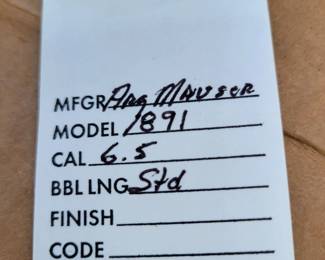 MFGR Arg Mauser
MODEL 1891
CAL 6.5
BBL LNG Std
FINISH
CODE